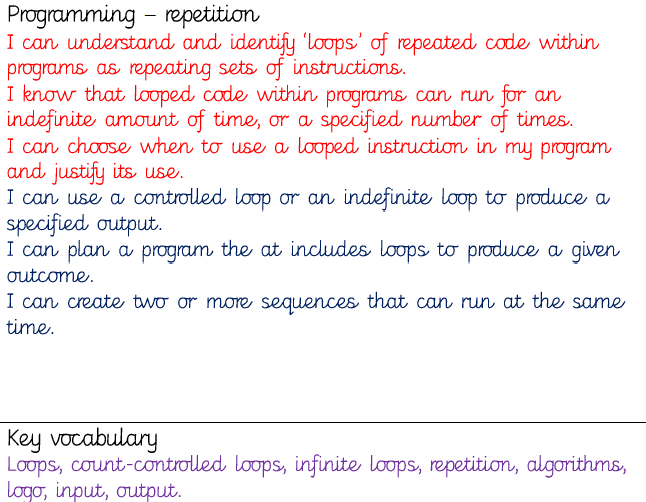 Programming – repetition
I can understand and identify ‘loops’ of repeated code within
programs as repeating sets of instructions.
I know that looped code within programs can run for an
indefinite amount of time, or a specified number of times.
I can choose when to use a looped instruction in my program
and justify its use.
I can use a controlled loop or an indefinite loop to produce a
specified output.
I can plan a program the at includes loops to produce a given
outcome.
I can create two or more sequences that can run at the same
time.
Key vocabulary
Loops, count-controlled loops, infinite loops, repetition, algorithms,
logo, input, output.